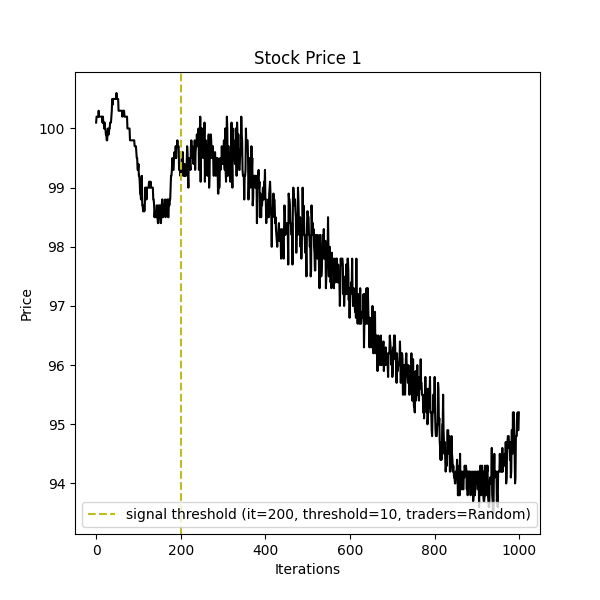 Stock Price 1
Price
100
99
98
97
96
95
94
signal threshold (it=200, threshold=10, traders=Random)
0 200 400 600 800 1000
Iterations